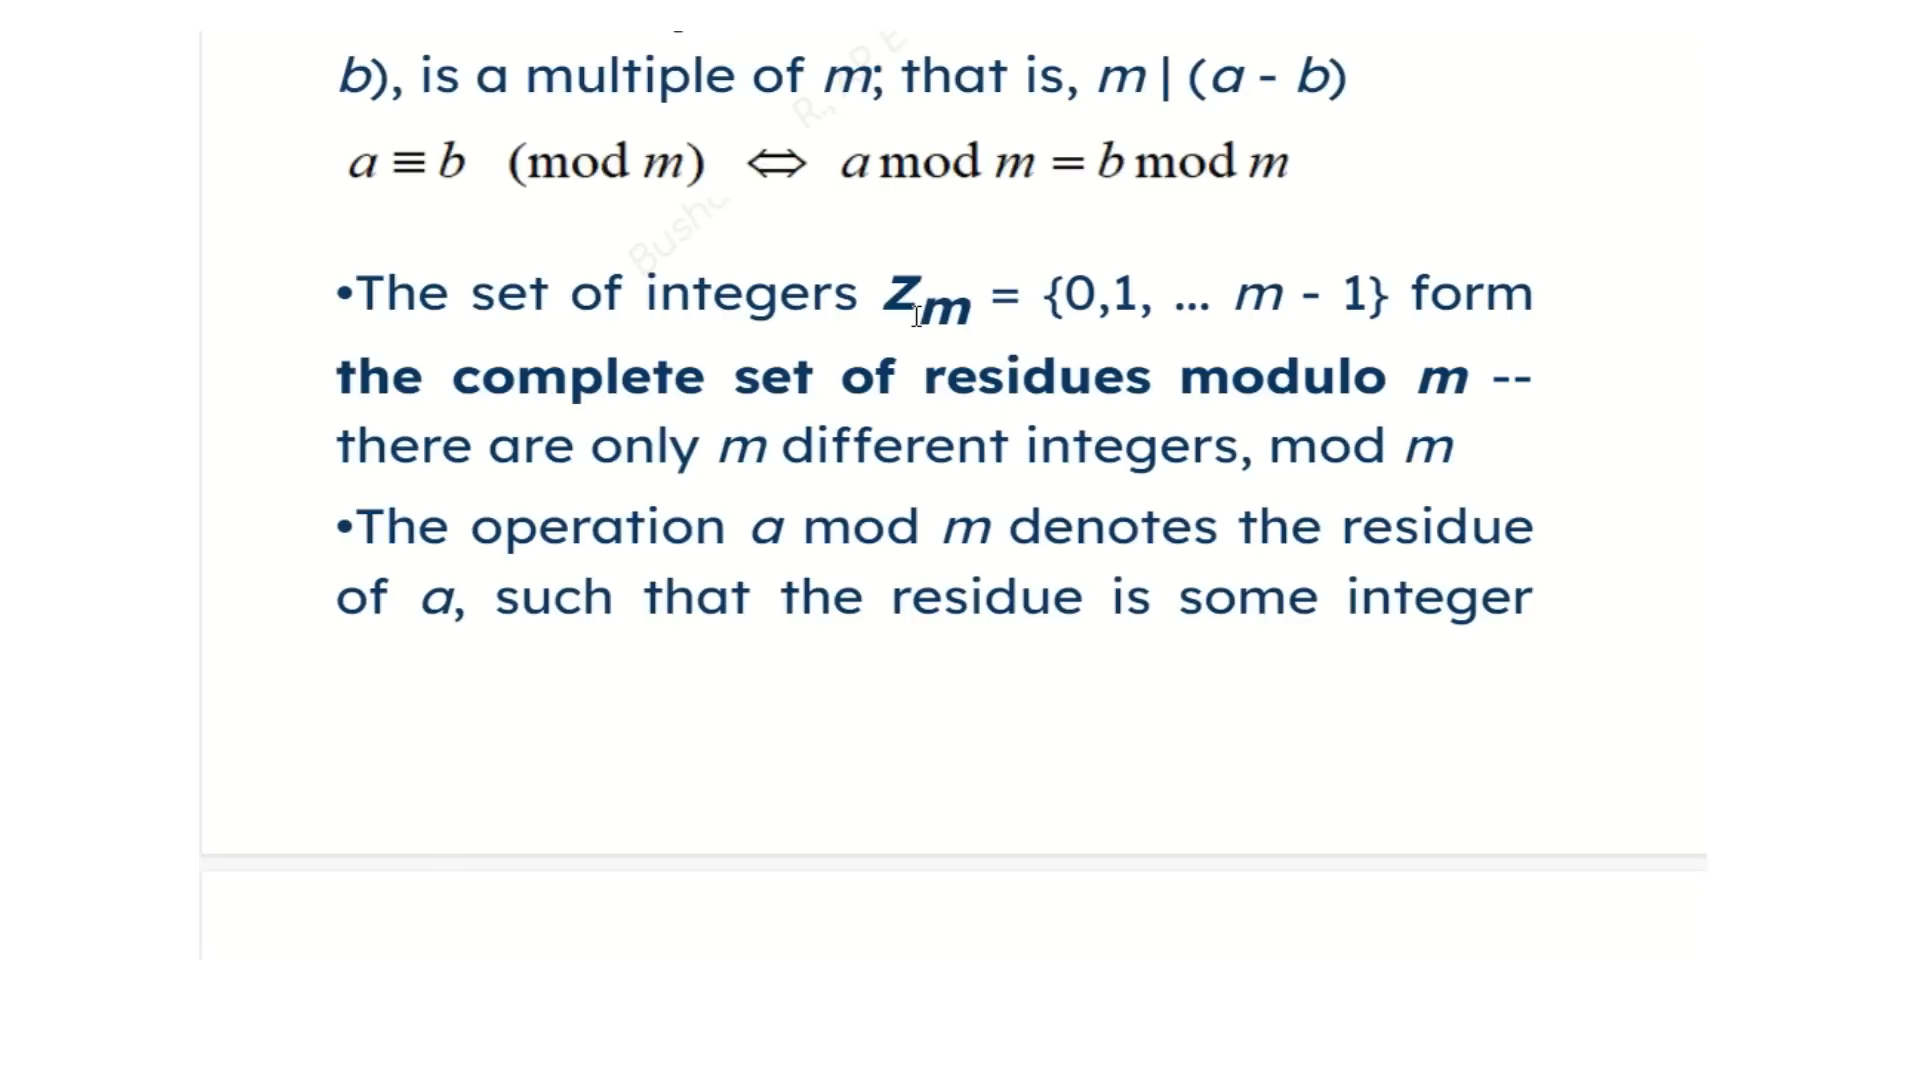 b), is a multiple of m; that is, m | (a - b)
a ≡ b (mod m) ⇔ a mod m = b mod m
•The set of integers Zm = {0,1, ... m - 1} form
the complete set of residues modulo m --
there are only m different integers, mod m
•The operation a mod m denotes the residue
of a, such that the residue is some integer